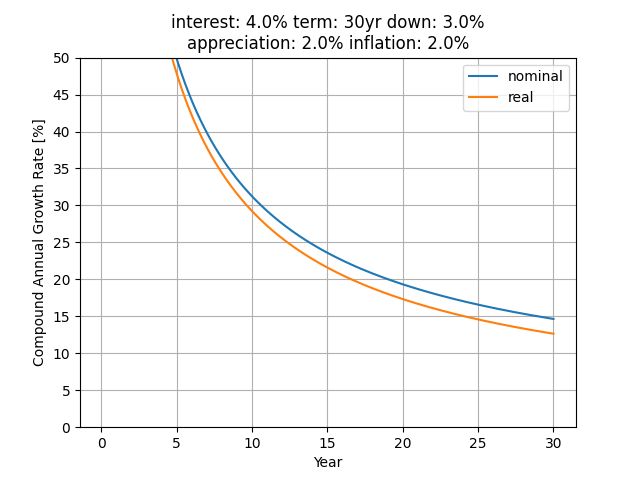 interest: 4.0% term: 30yr down: 3.0%
appreciation: 2.0% inflation: 2.0%
50
45
40
35
30
25
20
15
10
5
0
Compound Annual Growth Rate [%]
nominal
real
0 5 10 15 20 25 30
Year